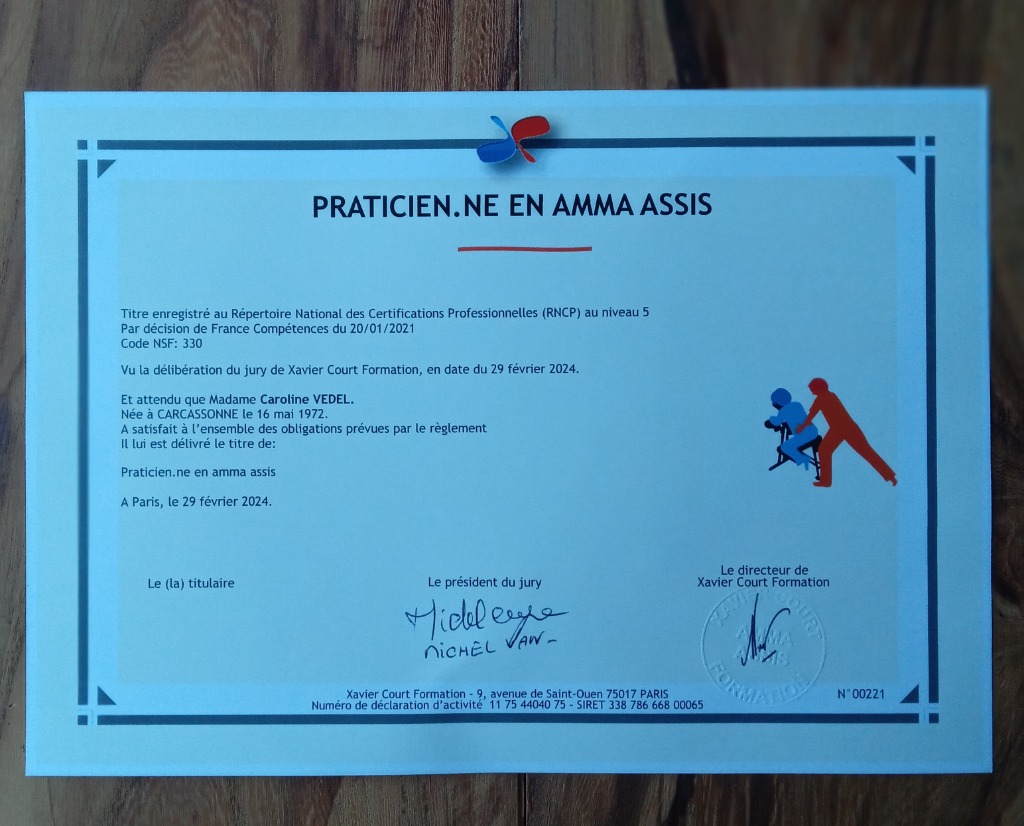 PRATICIEN.NE EN AMMA ASSIS
Titre enregistré au Répertoire National des Certifications Professionnelles (RNCP) au niveau 5
Par décision de France Compétences du 20/01/2021
Code NSF: 330
Vu la délibération du jury de Xavier Court Formation, en date du 29 février 2024.
Et attendu que Madame Caroline VEDEL.
Née à CARCASSONNE le 16 mai 1972.
A satisfait à l'ensemble des obligations prévues par le règlement
Il lui est délivré le titre de:
Praticien.ne en amma assis
A Paris, le 29 février 2024.
Le (la) titulaire
Le président du jury
Le directeur de
Xavier Court Formation
MICHEL
XAVIER COURT
AMMA
ASSIS
FORMATION
Xavier Court Formation - 9, avenue de Saint-Ouen 75017 PARIS
Numéro de déclaration d'activité 11 75 44040 75 - SIRET 338 786 668 00065
N°00221